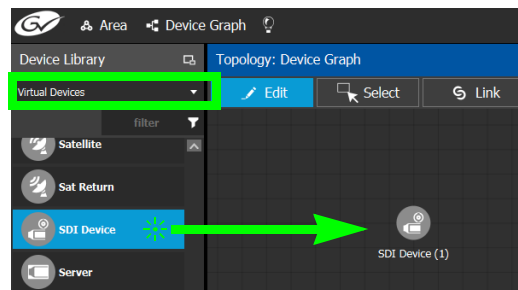 GV Area Device Graph
Device Library
Topology: Device Graph
Virtual Devices
Edit Select Link
filter
Satellite
Sat Return
SDI Device
SDI Device (1)
Server